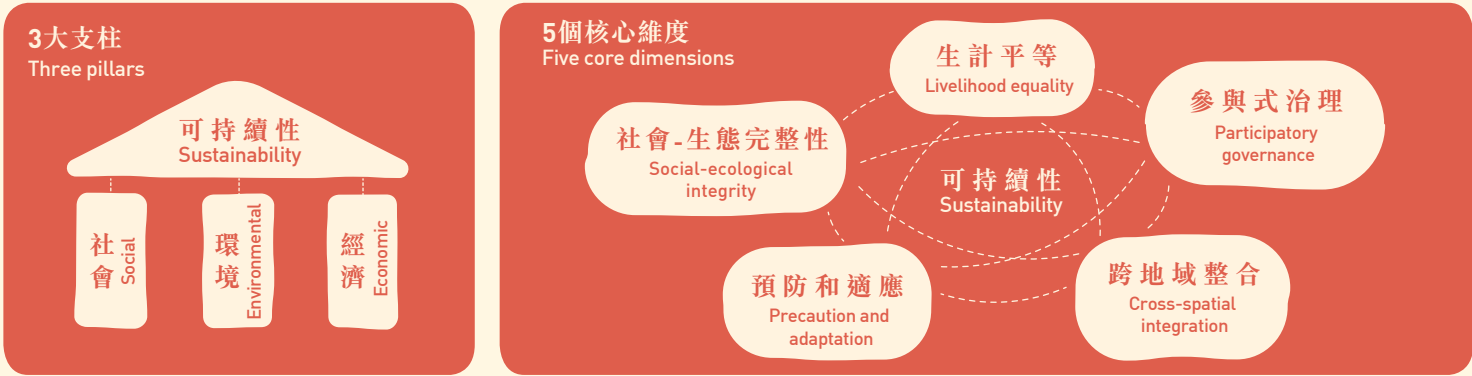 3大支柱
Three pillars
可持續性
Sustainability
社會
Social
環境
Environmental
經濟
Economic
5個核心維度
Five core dimensions
生計平等
Livelihood equality
參與式治理
Participatory
governance
社會-生態完整性
Social-ecological
integrity
可持續性
Sustainability
預防和適應
Precaution and
adaptation
跨地域整合
Cross-spatial
integration